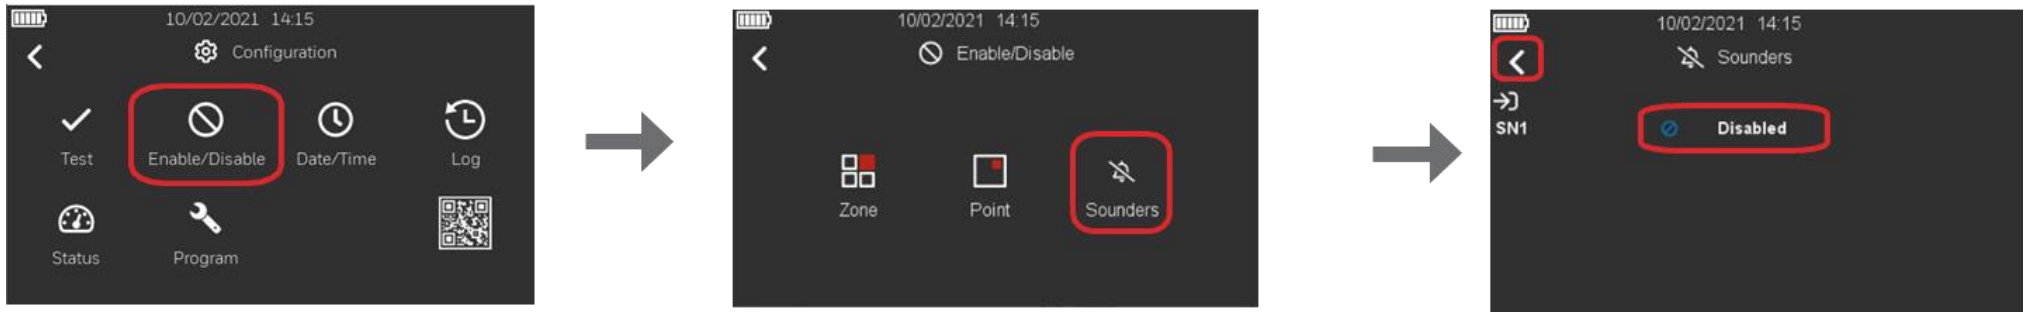 10/02/2021 14:15
Configuration
Test
Enable/Disable
Date/Time
Log
Status
Program
10/02/2021 14:15
Enable/Disable
Zone
Point
Sounders
10/02/2021 14:15
Sounders
SN1
Disabled